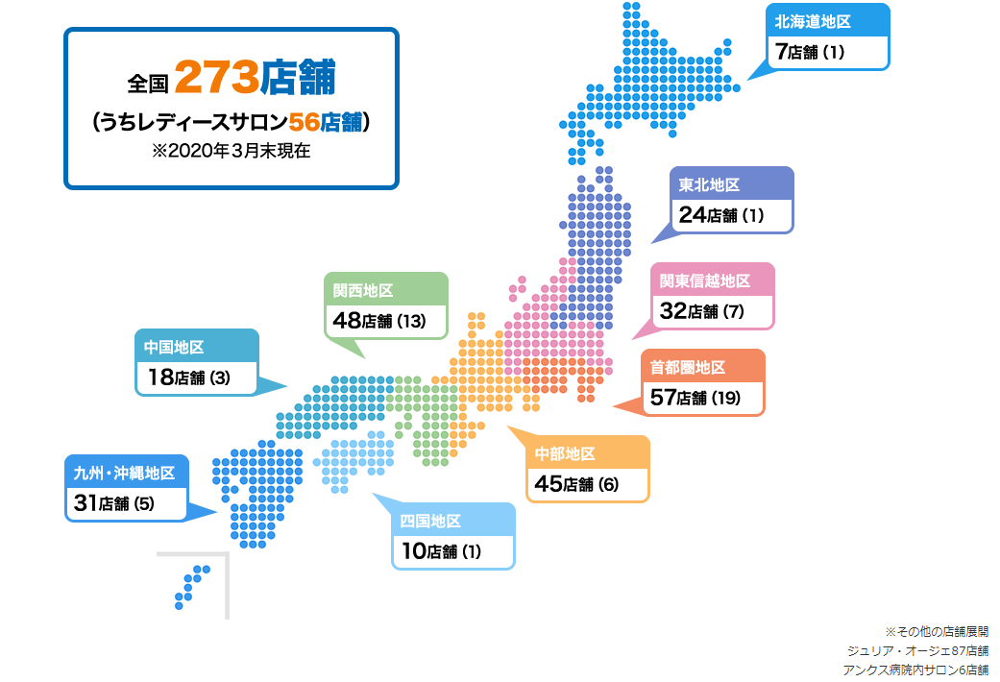 全国273店舗
(うちレディースサロン56店舗)
※2020年3月末現在
北海道地区
7店舗(1)
東北地区
24店舗(1)
関東信越地区
32店舗(7)
関西地区
48店舗(13)
中国地区
18店舗(3)
首都圏地区
57店舗(19)
中部地区
45店舗(6)
九州・沖縄地区
31店舗(5)
四国地区
10店舗(1)
※その他の店舗展開
ジュリア・オージェ87店舗
アンクス病院内サロン6店舗